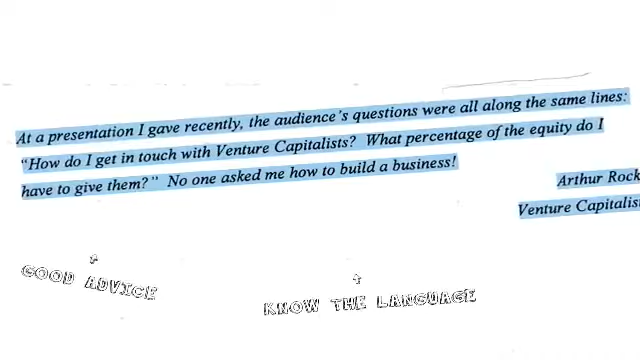 At a presentation I gave recently, the audience's questions were all along the same lines:
"How do I get in touch with Venture Capitalists? What percentage of the equity do I
have to give them?" No one asked me how to build a business!
Arthur Rock
Venture Capitalist
GOOD ADVICE
KNOW THE LANGUAGE